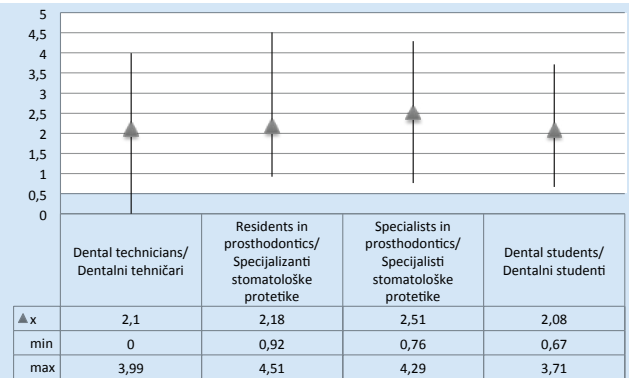 5
4,5
4
3,5
3
2,5
2
1,5
1
0,5
0
Dental technicians/
Dentalni tehničari
Residents in
prosthodontics/
Specijalizanti
stomatološke
protetike
Specialists in
prosthodontics/
Specijalisti
stomatološke
protetike
Dental students/
Dentalni studenti
x 2,1 2,18 2,51 2,08
min 0 0,92 0,76 0,67
max 3,99 4,51 4,29 3,71